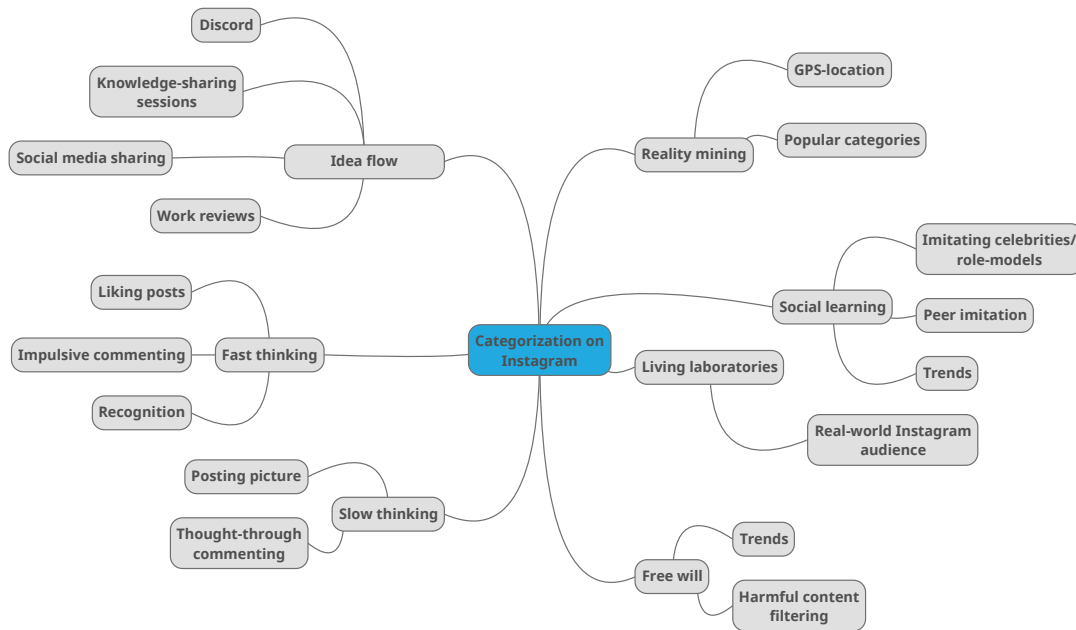 Discord
Knowledge-sharing
sessions
Social media sharing
Idea flow
Work reviews
Liking posts
Impulsive commenting
Fast thinking
Recognition
Posting picture
Slow thinking
Thought-through
commenting
Categorization on
Instagram
GPS-location
Reality mining
Popular categories
Imitating celebrities/
role-models
Social learning
Peer imitation
Trends
Living laboratories
Real-world Instagram
audience
Trends
Free will
Harmful content
filtering